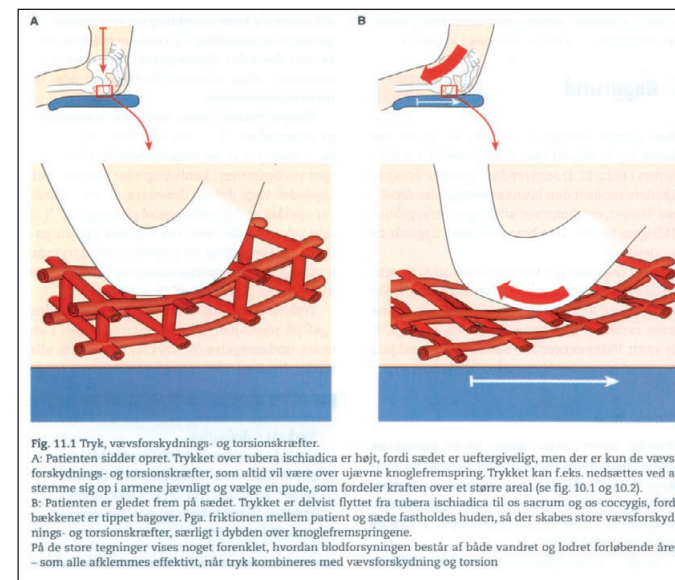 A
B
Fig. 11.1 Tryk, vævsforskydnings- og torsionskræfter.
A: Patienten sidder opret. Trykket over tubera ischiadica er højt, fordi sædet er ueftergiveligt, men der er kun de vævs
forskydnings- og torsionskræfter, som altid vil være over ujævne knoglefremspring. Trykket kan f.eks. nedsættes ved a
stemme sig op i armene jævnligt og vælge en pude, som fordeler kraften over et større areal (se fig. 10.1 og 10.2).
B: Patienten er gledet frem på sædet. Trykket er delvist flyttet fra tubera ischiadica til os sacrum og os coccygis, ford
bækkenet er tippet bagover. Pga. friktionen mellem patient og sæde fastholdes huden, så der skabes store vævsforskyd
nings- og torsionskræfter, særligt i dybden over knoglefremspringene.
På de store tegninger vises noget forenklet, hvordan blodforsyningen består af både vandret og lodret forløbende åre
– som alle afklemmes effektivt, når tryk kombineres med vævsforskydning og torsion